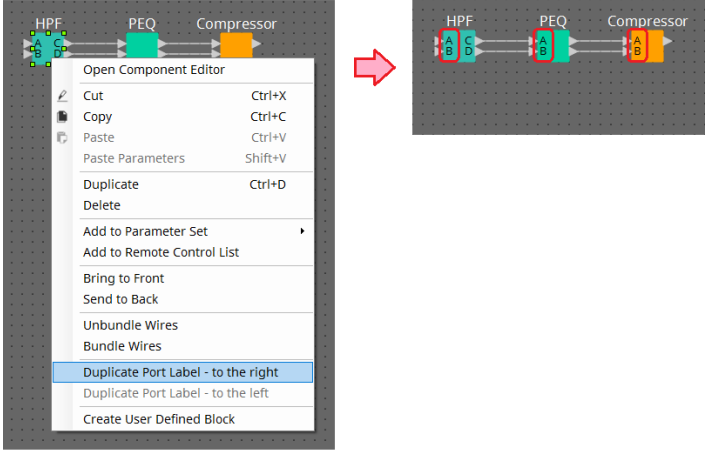 HPF PEQ Compressor
A C
B D
Open Component Editor
Cut Ctrl+X
Copy Ctrl+C
Paste Ctrl+V
Paste Parameters Shift+V
Duplicate Ctrl+D
Delete
Add to Parameter Set
Add to Remote Control List
Bring to Front
Send to Back
Unbundle Wires
Bundle Wires
Duplicate Port Label - to the right
Duplicate Port Label - to the left
Create User Defined Block
HPF PEQ Compressor
A C A A
B D B B